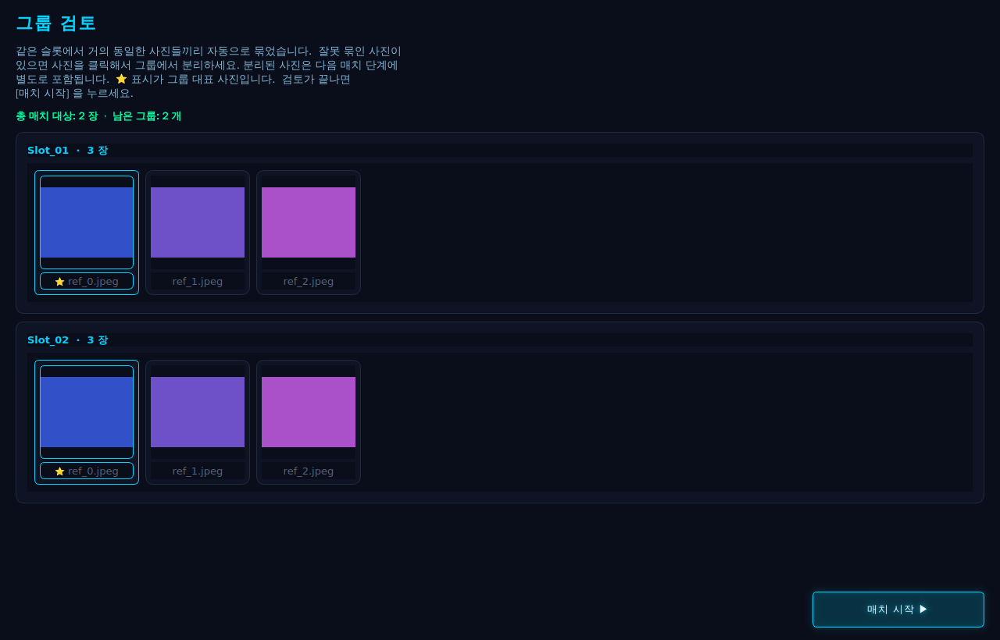 그룹 검토
같은 슬롯에서 거의 동일한 사진들끼리 자동으로 묶었습니다. 잘못 묶인 사진이
있으면 사진을 클릭해서 그룹에서 분리하세요. 분리된 사진은 다음 매치 단계에
별도로 포함됩니다. ⭐ 표시가 그룹 대표 사진입니다. 검토가 끝나면
[매치 시작] 을 누르세요.
총 매치 대상: 2 장 · 남은 그룹: 2 개
Slot_01 · 3 장
⭐ ref_0.jpeg
ref_1.jpeg
ref_2.jpeg
Slot_02 · 3 장
⭐ ref_0.jpeg
ref_1.jpeg
ref_2.jpeg
매치 시작 ▶